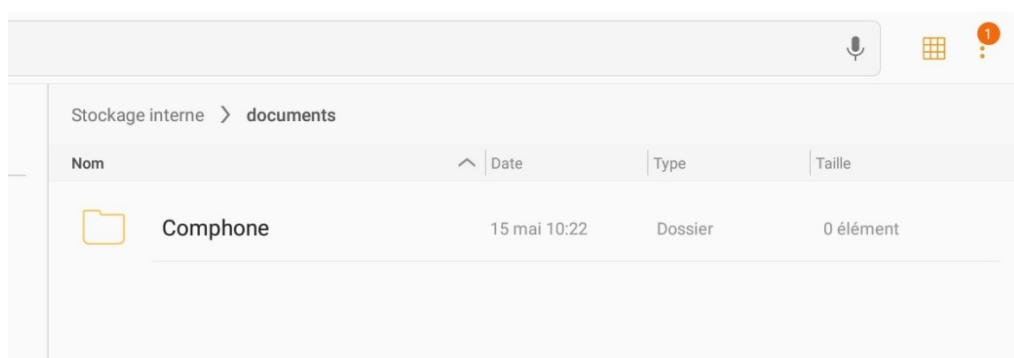 1
Stockage interne > documents
Nom Date Type Taille
Comphone 15 mai 10:22 Dossier 0 élément